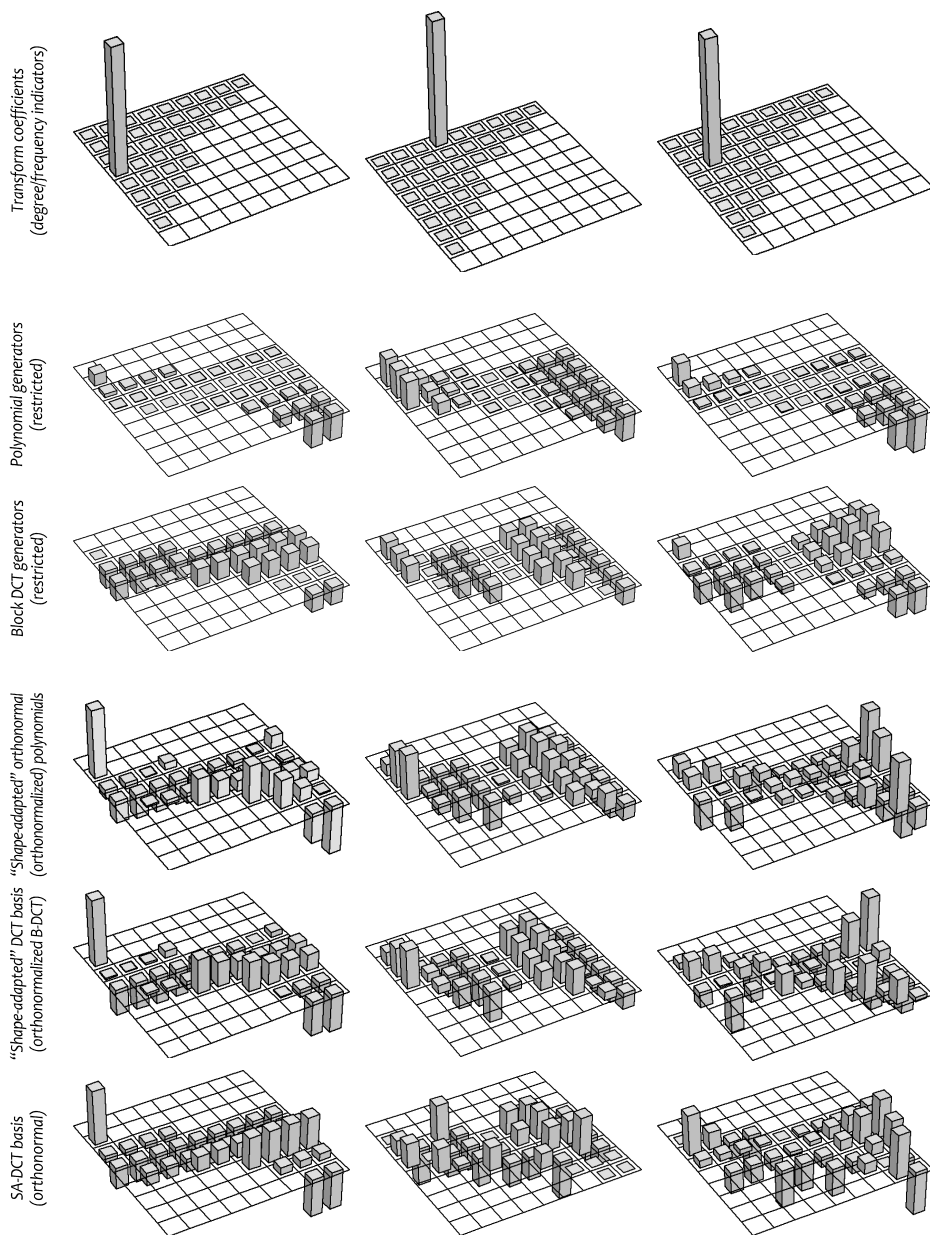 Transform coefficients
(degree/frequency indicators)
Polynomial generators
(restricted)
Block DCT generators
(restricted)
“Shape-adapted” orthonormal
(orthonormalized) polynomials
“Shape-adapted” DCT basis
(orthonormalized B-DCT)
SA-DCT basis
(orthonormal)